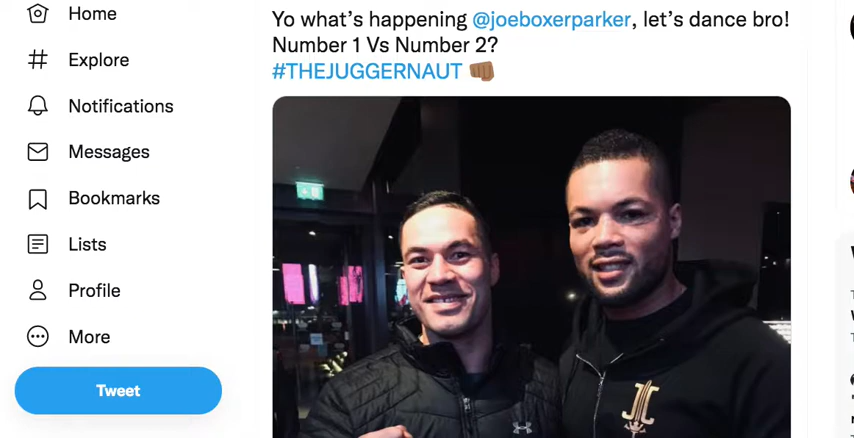 Home
Explore
Notifications
Messages
Bookmarks
Lists
Profile
More
Tweet
Yo what's happening @joeboxerparker, let's dance bro!
Number 1 Vs Number 2?
#THEJUGGERNAUT